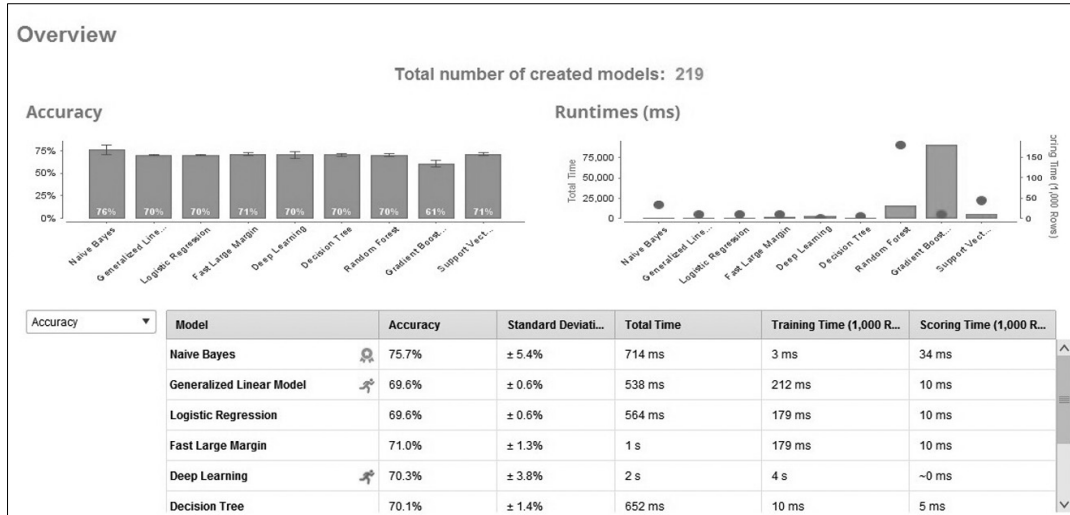 Overview
Total number of created models: 219
Accuracy
75%
50%
25%
0%
76%
70%
70%
71%
70%
70%
70%
61%
71%
Naive Bayes
Generalized Line...
Logistic Regression
Fast Large Margin
Deep Learning
Decision Tree
Random Forest
Gradient Boost...
Support Vect...
Runtimes (ms)
Total Time
75,000
50,000
25,000
0
150
100
50
0
oring Time (1,000 Rows)
Naive Bayes
Generalized Line...
Logistic Regression
Fast Large Margin
Deep Learning
Decision Tree
Random Forest
Gradient Boost...
Support Vect...
Accuracy
Model Accuracy Standard Deviati... Total Time Training Time (1,000 R... Scoring Time (1,000 R...
Naive Bayes 75.7% ± 5.4% 714 ms 3 ms 34 ms
Generalized Linear Model 69.6% ± 0.6% 538 ms 212 ms 10 ms
Logistic Regression 69.6% ± 0.6% 564 ms 179 ms 10 ms
Fast Large Margin 71.0% ± 1.3% 1 s 179 ms 10 ms
Deep Learning 70.3% ± 3.8% 2 s 4 s ~0 ms
Decision Tree 70.1% ± 1.4% 652 ms 10 ms 5 ms